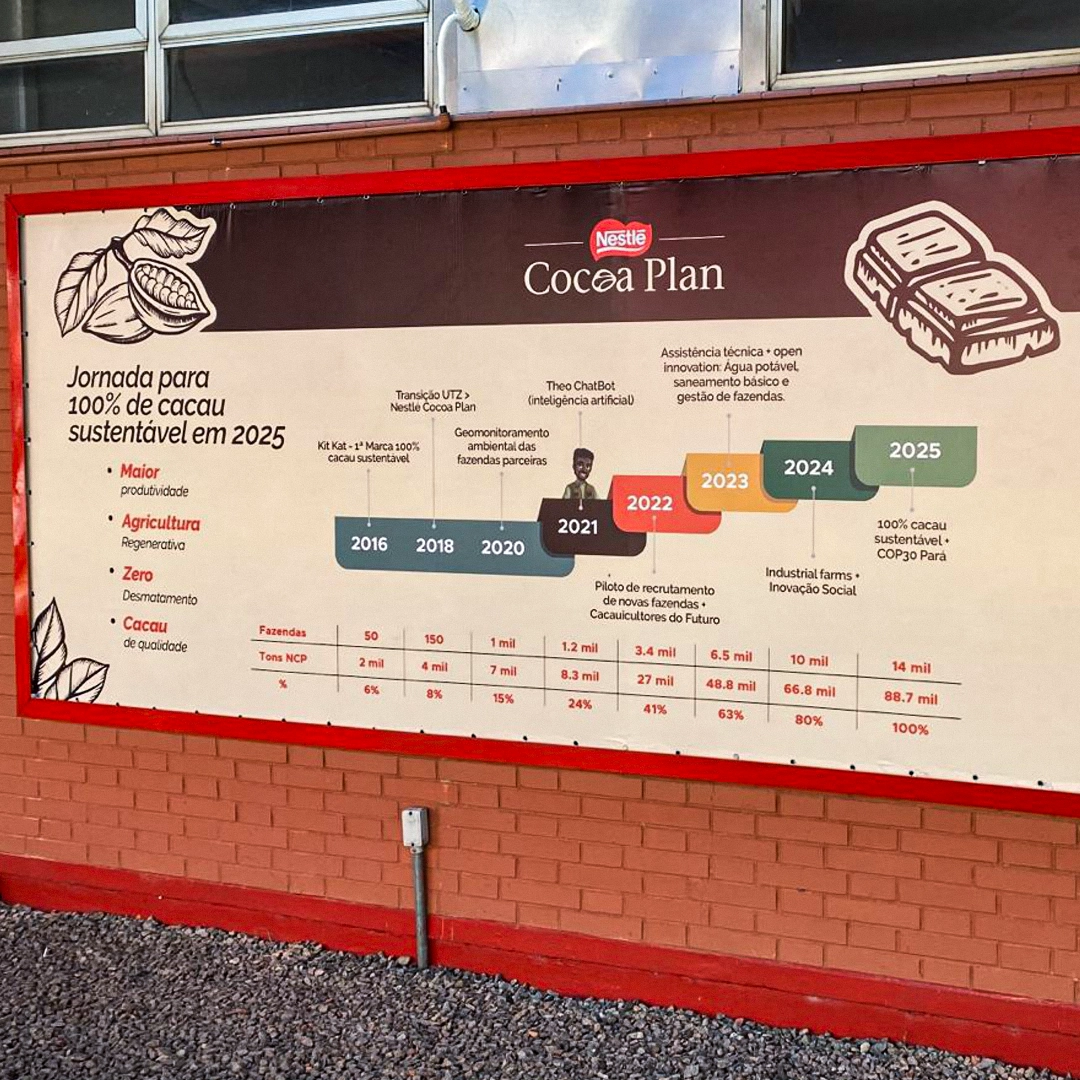 Nestlé
Cocoa Plan
Jornada para
100% de cacau
sustentável em 2025
• Maior
produtividade
• Agricultura
Regenerativa
• Zero
Desmatamento
• Cacau
de qualidade
Kit Kat - 1ª Marca 100%
cacau sustentável
Transição UTZ >
Nestlé Cocoa Plan
Geomonitoramento
ambiental das
fazendas parceiras
Theo ChatBot
(inteligência artificial)
Assistência técnica + open
innovation: Água potável,
saneamento básico e
gestão de fazendas.
2016 2018 2020 2021 2022 2023 2024 2025
Piloto de recrutamento
de novas fazendas +
Cacauicultores do Futuro
Industrial farms +
Inovação Social
100% cacau
sustentável +
COP30 Pará
Fazendas 50 150 1 mil 1.2 mil 3.4 mil 6.5 mil 10 mil 14 mil
Tons NCP 2 mil 4 mil 7 mil 8.3 mil 27 mil 48.8 mil 66.8 mil 88.7 mil
% 6% 8% 15% 24% 41% 63% 80% 100%